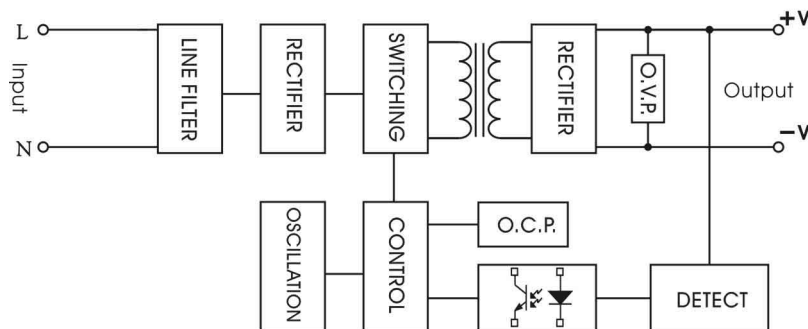 L
Input
N
LINE FILTER
RECTIFIER
SWITCHING
RECTIFIER
O.V.P.
+V
Output
-V
OSCILLATION
CONTROL
O.C.P.
DETECT